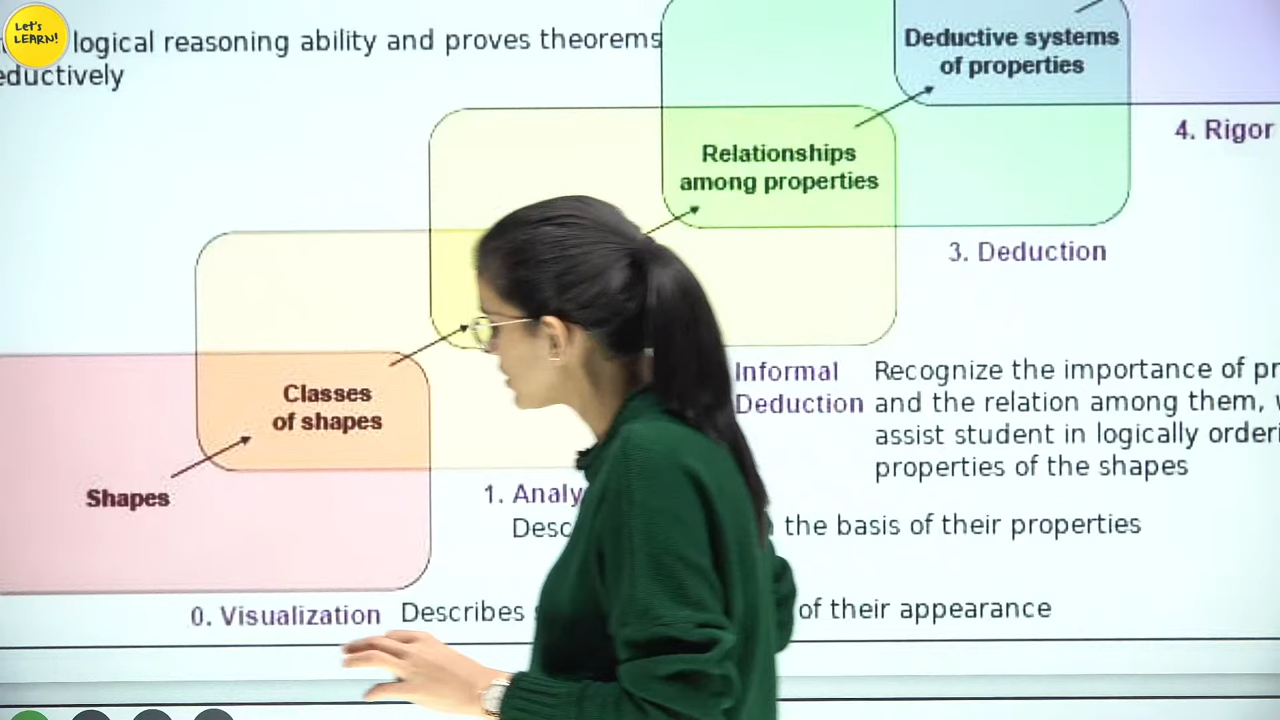 Let's
LEARN!
logical reasoning ability and proves theorems
eductively
Deductive systems
of properties
4. Rigor
Relationships
among properties
3. Deduction
Informal
Deduction
Recognize the importance of pr
and the relation among them, w
assist student in logically orderi
properties of the shapes
Classes
of shapes
Shapes
1. Analy
Desc the basis of their properties
0. Visualization Describes of their appearance